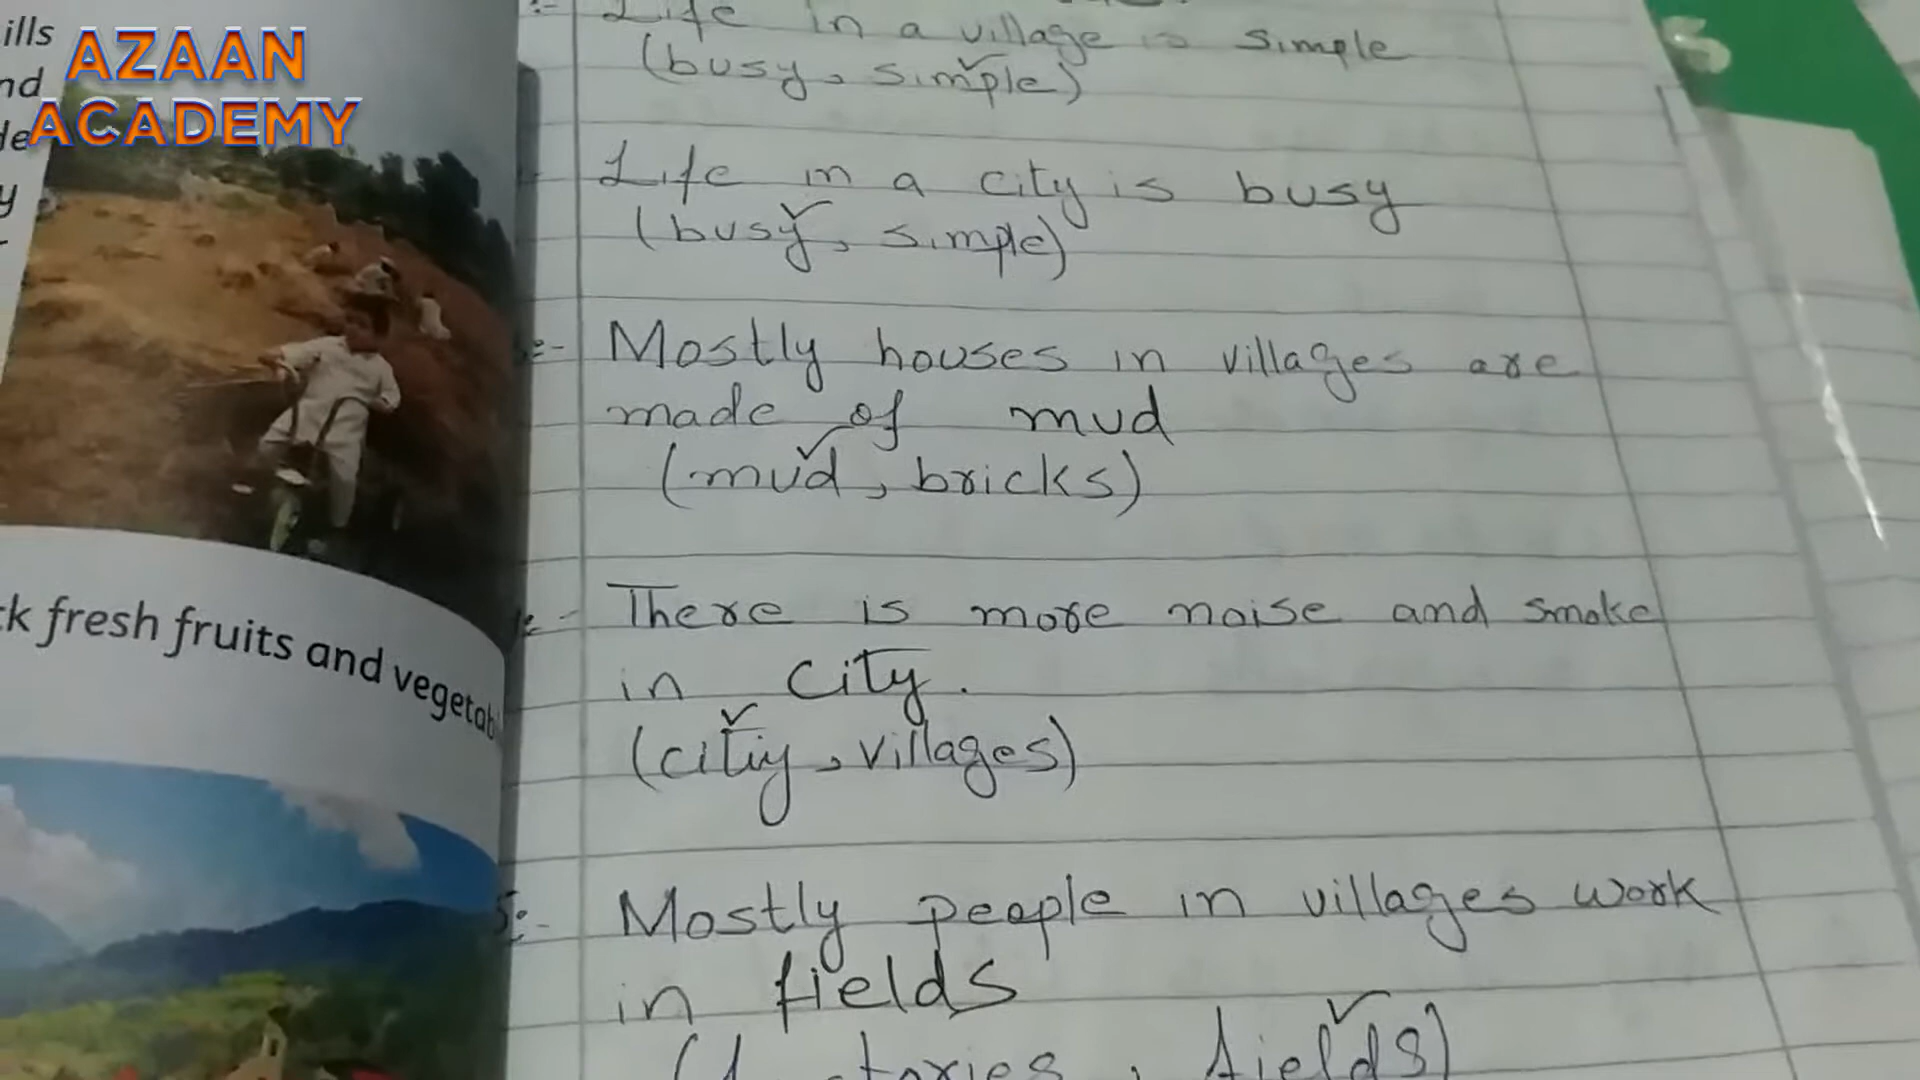 AZAAN
ACADEMY
ills
nd
y
k fresh fruits and vegetab
Life in a village is simple
(busy, simple)
Life in a city is busy
(busy, simple)
Mostly houses in villages are
made of mud
(mud, bricks)
There is more noise and smoke
in city.
(citiy, villages)
5:- Mostly people in villages work
in fields
fields)